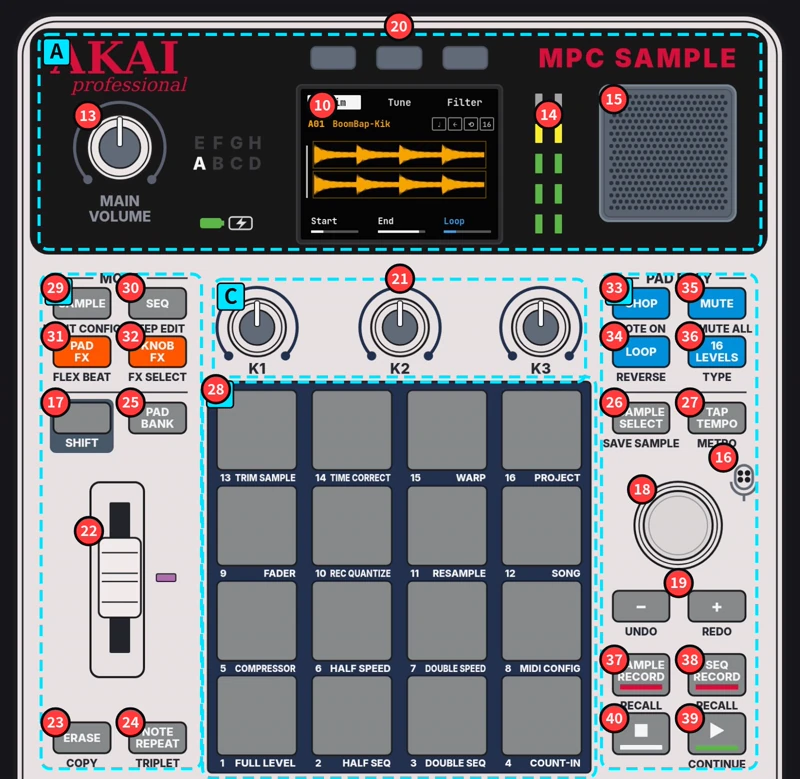 20
A
AKAI
professional
MPC SAMPLE
13
10
Tune
Filter
14
15
A01 BoomBap-Kik
16
E F G H
A B C D
MAIN
VOLUME
Start
End
Loop
29
30
C
21
33
35
SEQ
MUTE
31
32
34
36
PAD
FX
KNOB
FX
LOOP
16
LEVELS
K1
K2
K3
MUTE ALL
FLEX BEAT
FX SELECT
REVERSE
TYPE
28
17
25
26
27
PAD
BANK
SELECT
TAP
TEMPO
SHIFT
SAVE SAMPLE
METRO
16
13 TRIM SAMPLE
14 TIME CORRECT
15 WARP
16 PROJECT
18
22
9 FADER
10 REC QUANTIZE
11 RESAMPLE
12 SONG
19
−
+
UNDO
REDO
5 COMPRESSOR
6 HALF SPEED
7 DOUBLE SPEED
8 MIDI CONFIG
37
38
RECORD
SEQ
RECORD
RECALL
RECALL
23
24
40
39
ERASE
NOTE
REPEAT
COPY
TRIPLET
1 FULL LEVEL
2 HALF SEQ
3 DOUBLE SEQ
4 COUNT-IN
CONTINUE